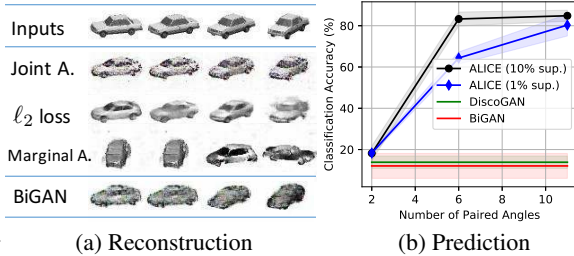 Inputs
Joint A.
ℓ2 loss
Marginal A.
BiGAN
(a) Reconstruction
Classification Accuracy (%)
80
60
40
20
ALICE (10% sup.)
ALICE (1% sup.)
DiscoGAN
BiGAN
2 4 6 8 10
Number of Paired Angles
(b) Prediction